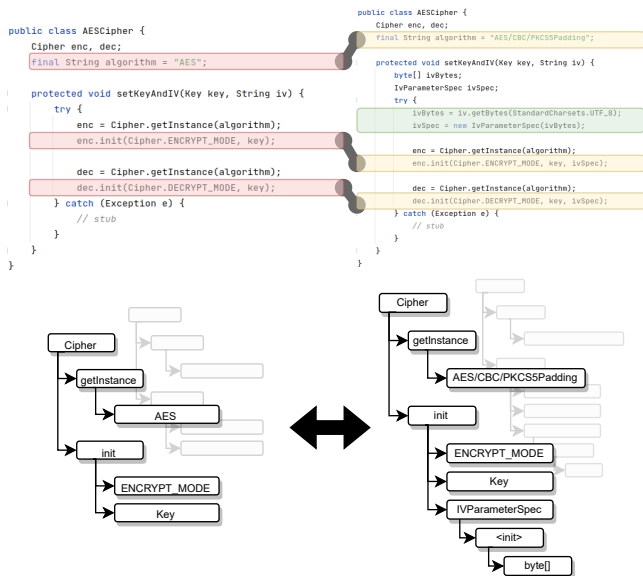 public class AESCipher {
    Cipher enc, dec;
    final String algorithm = "AES";
    protected void setKeyAndIV(Key key, String iv) {
        try {
            enc = Cipher.getInstance(algorithm);
            enc.init(Cipher.ENCRYPT_MODE, key);
            dec = Cipher.getInstance(algorithm);
            dec.init(Cipher.DECRYPT_MODE, key);
        } catch (Exception e) {
            // stub
        }
    }
}
public class AESCipher {
    Cipher enc, dec;
    final String algorithm = "AES/CBC/PKCS5Padding";
    protected void setKeyAndIV(Key key, String iv) {
        byte[] ivBytes;
        IvParameterSpec ivSpec;
        try {
            ivBytes = iv.getBytes(StandardCharsets.UTF_8);
            ivSpec = new IvParameterSpec(ivBytes);
            enc = Cipher.getInstance(algorithm);
            enc.init(Cipher.ENCRYPT_MODE, key, ivSpec);
            dec = Cipher.getInstance(algorithm);
            dec.init(Cipher.DECRYPT_MODE, key, ivSpec);
        } catch (Exception e) {
            // stub
        }
    }
}
Cipher
getInstance
AES
init
ENCRYPT_MODE
Key
Cipher
getInstance
AES/CBC/PKCS5Padding
init
ENCRYPT_MODE
Key
IVParameterSpec
<init>
byte[]